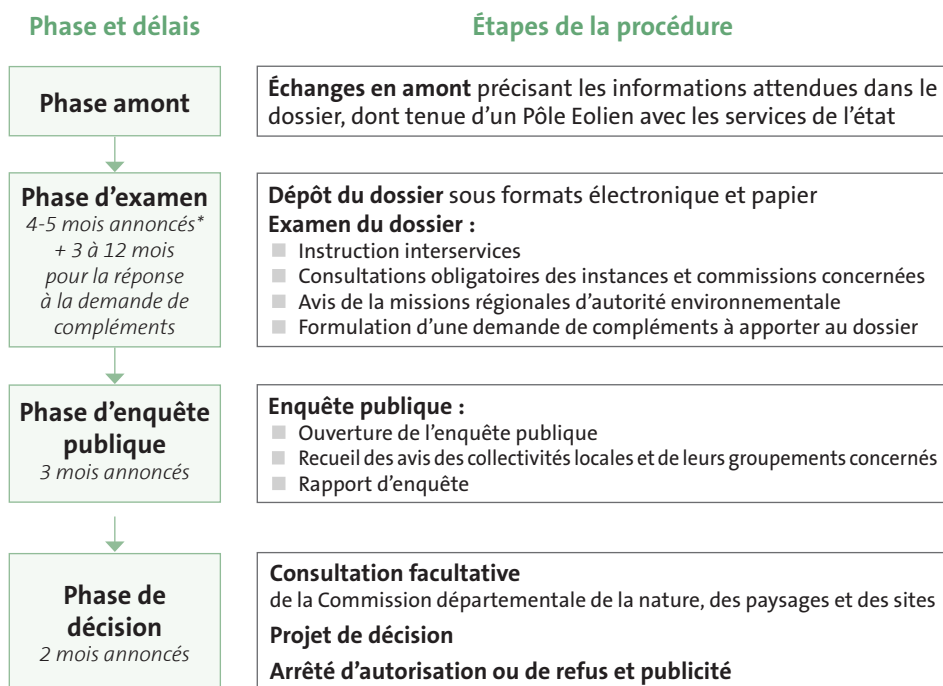 Phase et délais
Étapes de la procédure
Phase amont
Échanges en amont précisant les informations attendues dans le
dossier, dont tenue d'un Pôle Eolien avec les services de l'état
Phase d'examen
4-5 mois annoncés*
+ 3 à 12 mois
pour la réponse
à la demande de
compléments
Dépôt du dossier sous formats électronique et papier
Examen du dossier :
Instruction interservices
Consultations obligatoires des instances et commissions concernées
Avis de la missions régionales d'autorité environnementale
Formulation d'une demande de compléments à apporter au dossier
Phase d'enquête
publique
3 mois annoncés
Enquête publique :
Ouverture de l'enquête publique
Recueil des avis des collectivités locales et de leurs groupements concernés
Rapport d'enquête
Phase de
décision
2 mois annoncés
Consultation facultative
de la Commission départementale de la nature, des paysages et des sites
Projet de décision
Arrêté d'autorisation ou de refus et publicité